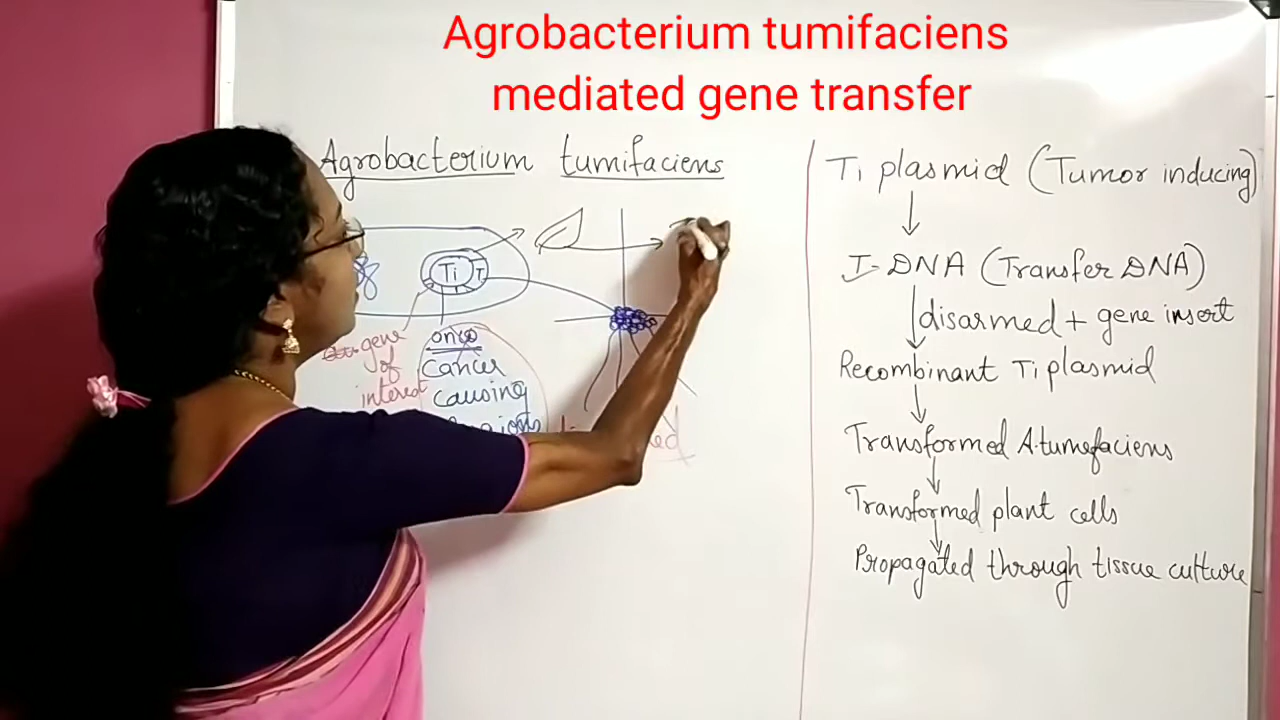 Agrobacterium tumifaciens
mediated gene transfer
Agrobacterium tumifaciens
Ti
T
gene
of
interest
onco
cancer
causing
Ti plasmid (Tumor inducing)
T-DNA (Transfer DNA)
disarmed + gene insert
Recombinant Ti plasmid
Transformed A.tumefaciens
Transformed plant cells
Propagated through tissue culture